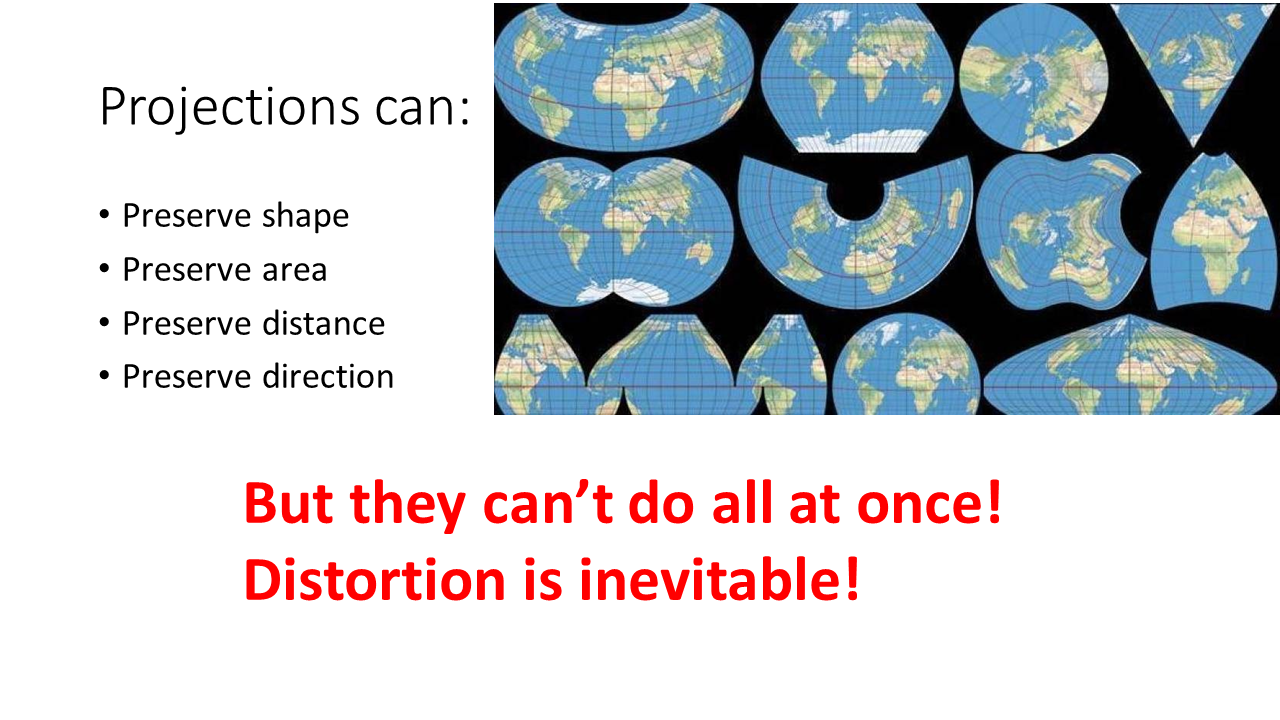 Projections can:
• Preserve shape
• Preserve area
• Preserve distance
• Preserve direction
But they can’t do all at once!
Distortion is inevitable!